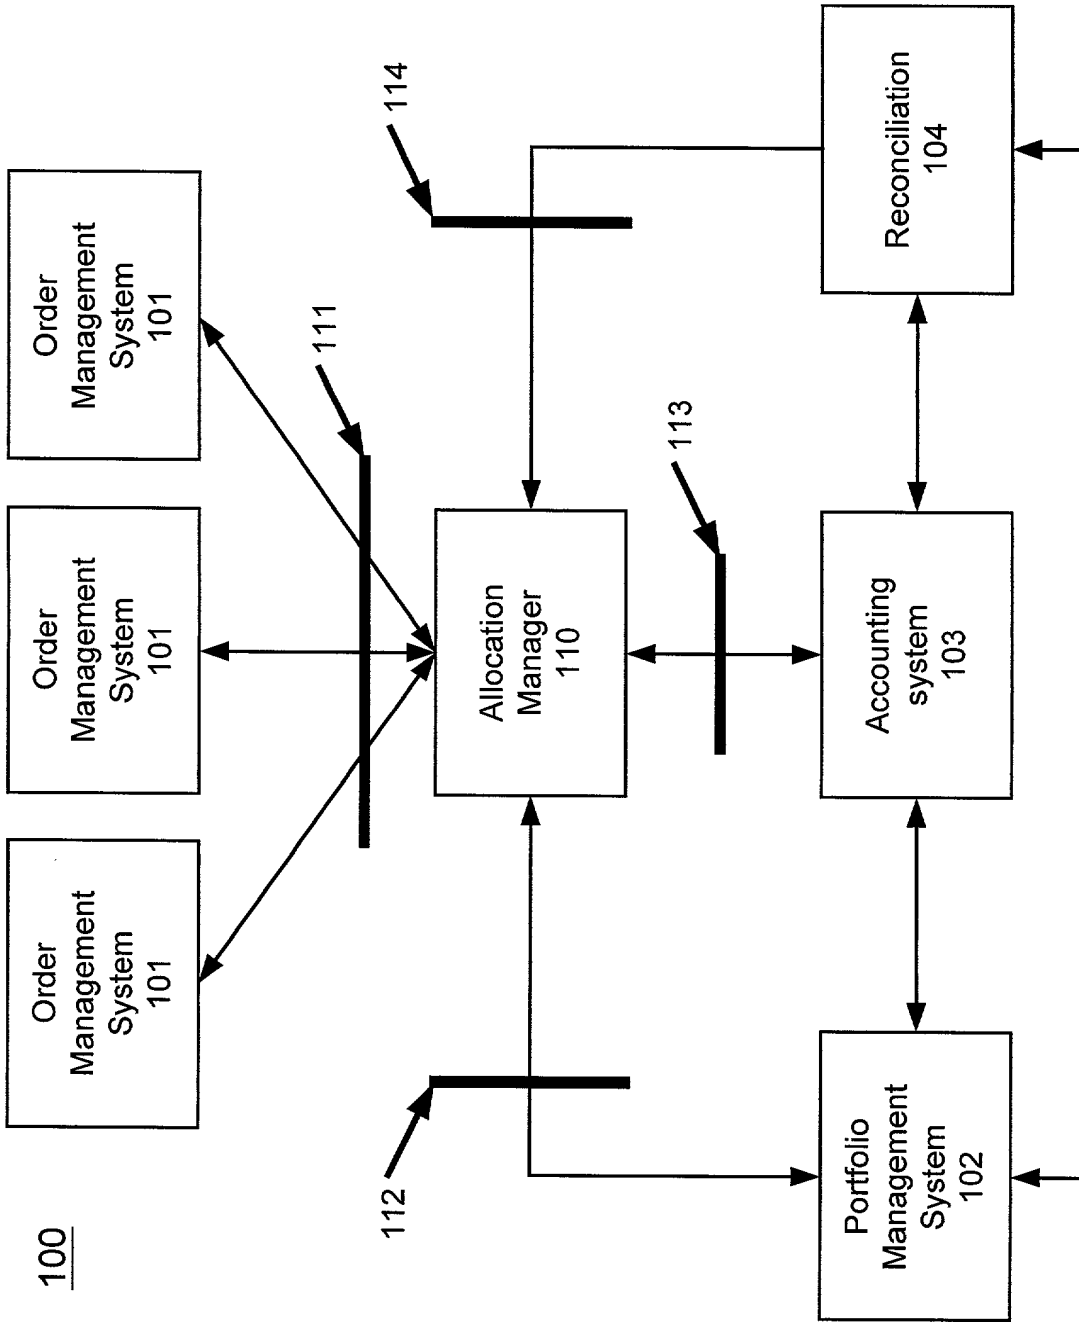 100
Order
Management
System
101
Order
Management
System
101
Order
Management
System
101
111
112
114
Allocation
Manager
110
113
Portfolio
Management
System
102
Accounting
system
103
Reconciliation
104